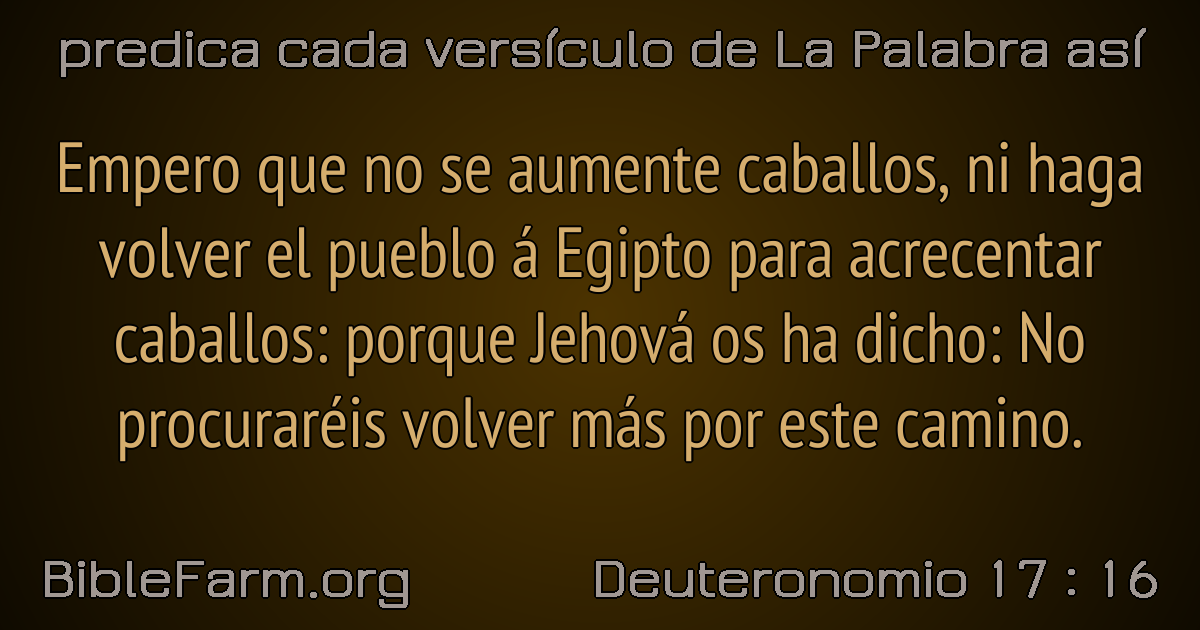 predica cada versículo de La Palabra así
Empero que no se aumente caballos, ni haga
volver el pueblo á Egipto para acrecentar
caballos: porque Jehová os ha dicho: No
procuraréis volver más por este camino.
BibleFarm.org
Deuteronomio 17 : 16